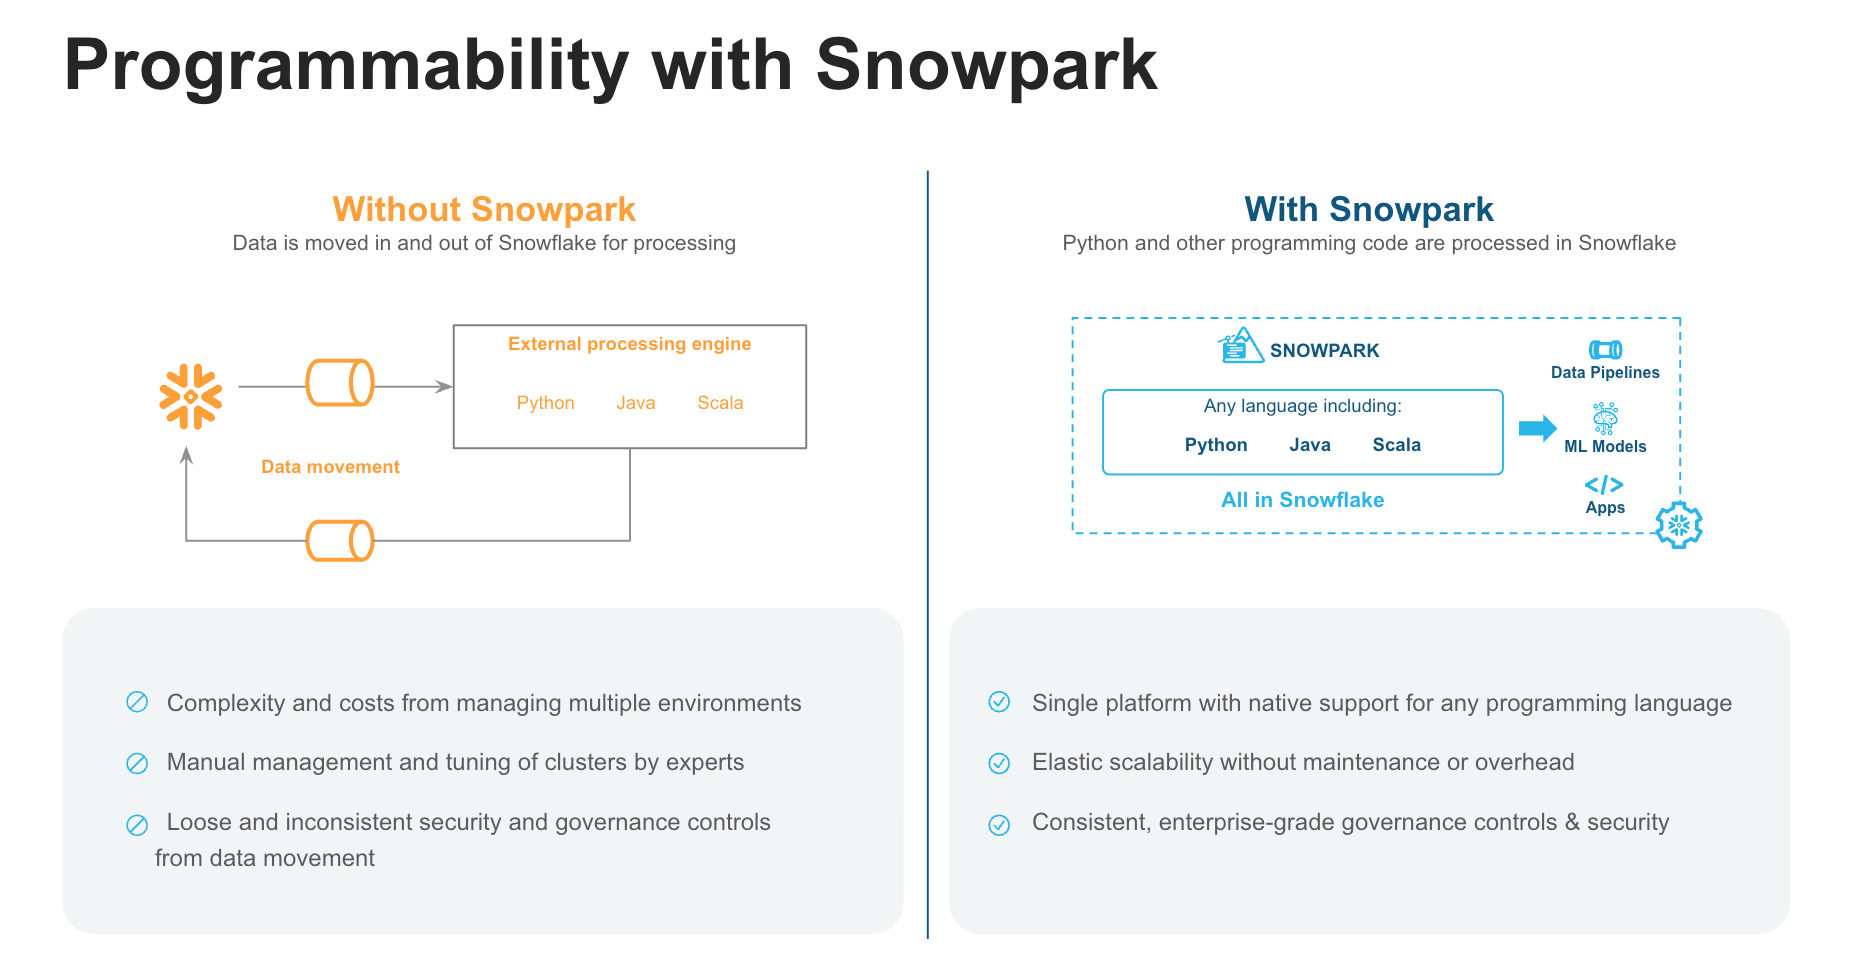 Programmability with Snowpark
Without Snowpark
Data is moved in and out of Snowflake for processing
External processing engine
Python Java Scala
Data movement
Complexity and costs from managing multiple environments
Manual management and tuning of clusters by experts
Loose and inconsistent security and governance controls
from data movement
With Snowpark
Python and other programming code are processed in Snowflake
SNOWPARK
Any language including:
Python Java Scala
All in Snowflake
Data Pipelines
ML Models
</>
Apps
Single platform with native support for any programming language
Elastic scalability without maintenance or overhead
Consistent, enterprise-grade governance controls & security